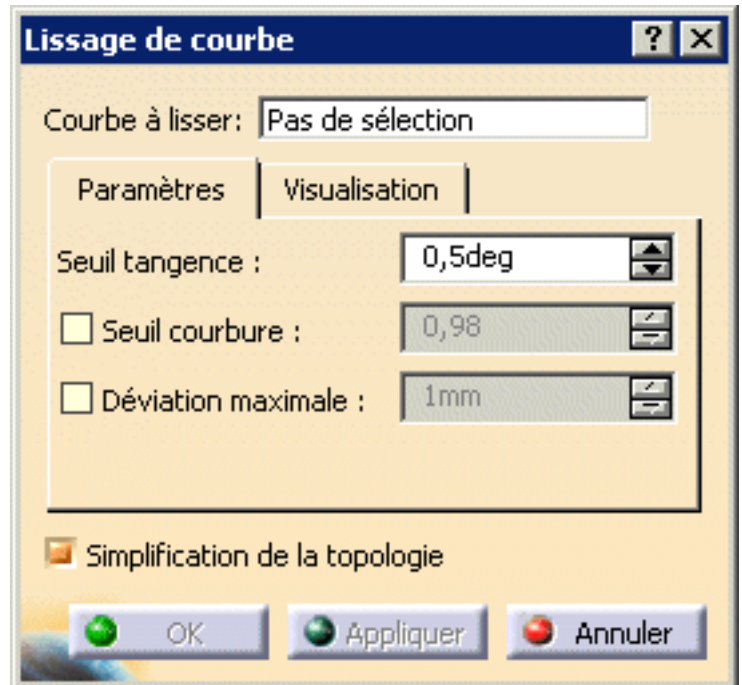 Lissage de courbe
Courbe à lisser: Pas de sélection
Paramètres Visualisation
Seuil tangence : 0,5deg
Seuil courbure : 0,98
Déviation maximale : 1mm
Simplification de la topologie
OK Appliquer Annuler